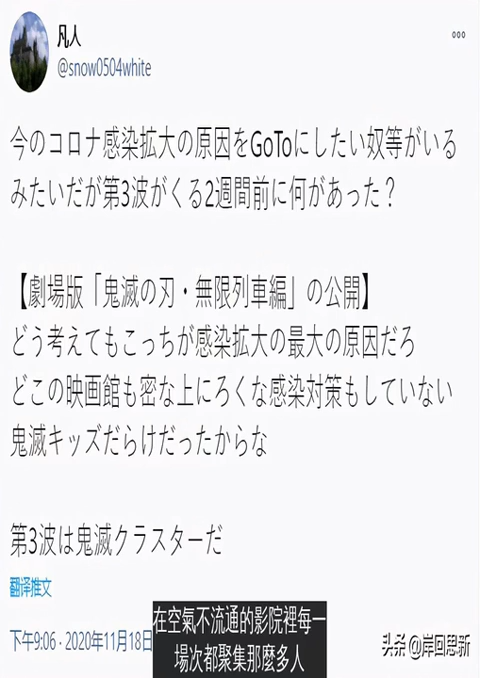 凡人
@snow0504white
今のコロナ感染拡大の原因をGoToにしたい奴等がいる
みたいだが第3波がくる2週間前に何があった？
【劇場版「鬼滅の刃・無限列車編」の公開】
どう考えてもこっちが感染拡大の最大の原因だろ
どこの映画館も密な上にろくな感染対策もしていない
鬼滅キッズだらけだったからな
第3波は鬼滅クラスターだ
翻译推文
下午9:06 · 2020年11月18日
在空氣不流通的影院裡每一
場次都聚集那麼多人
头条 @岸回思新